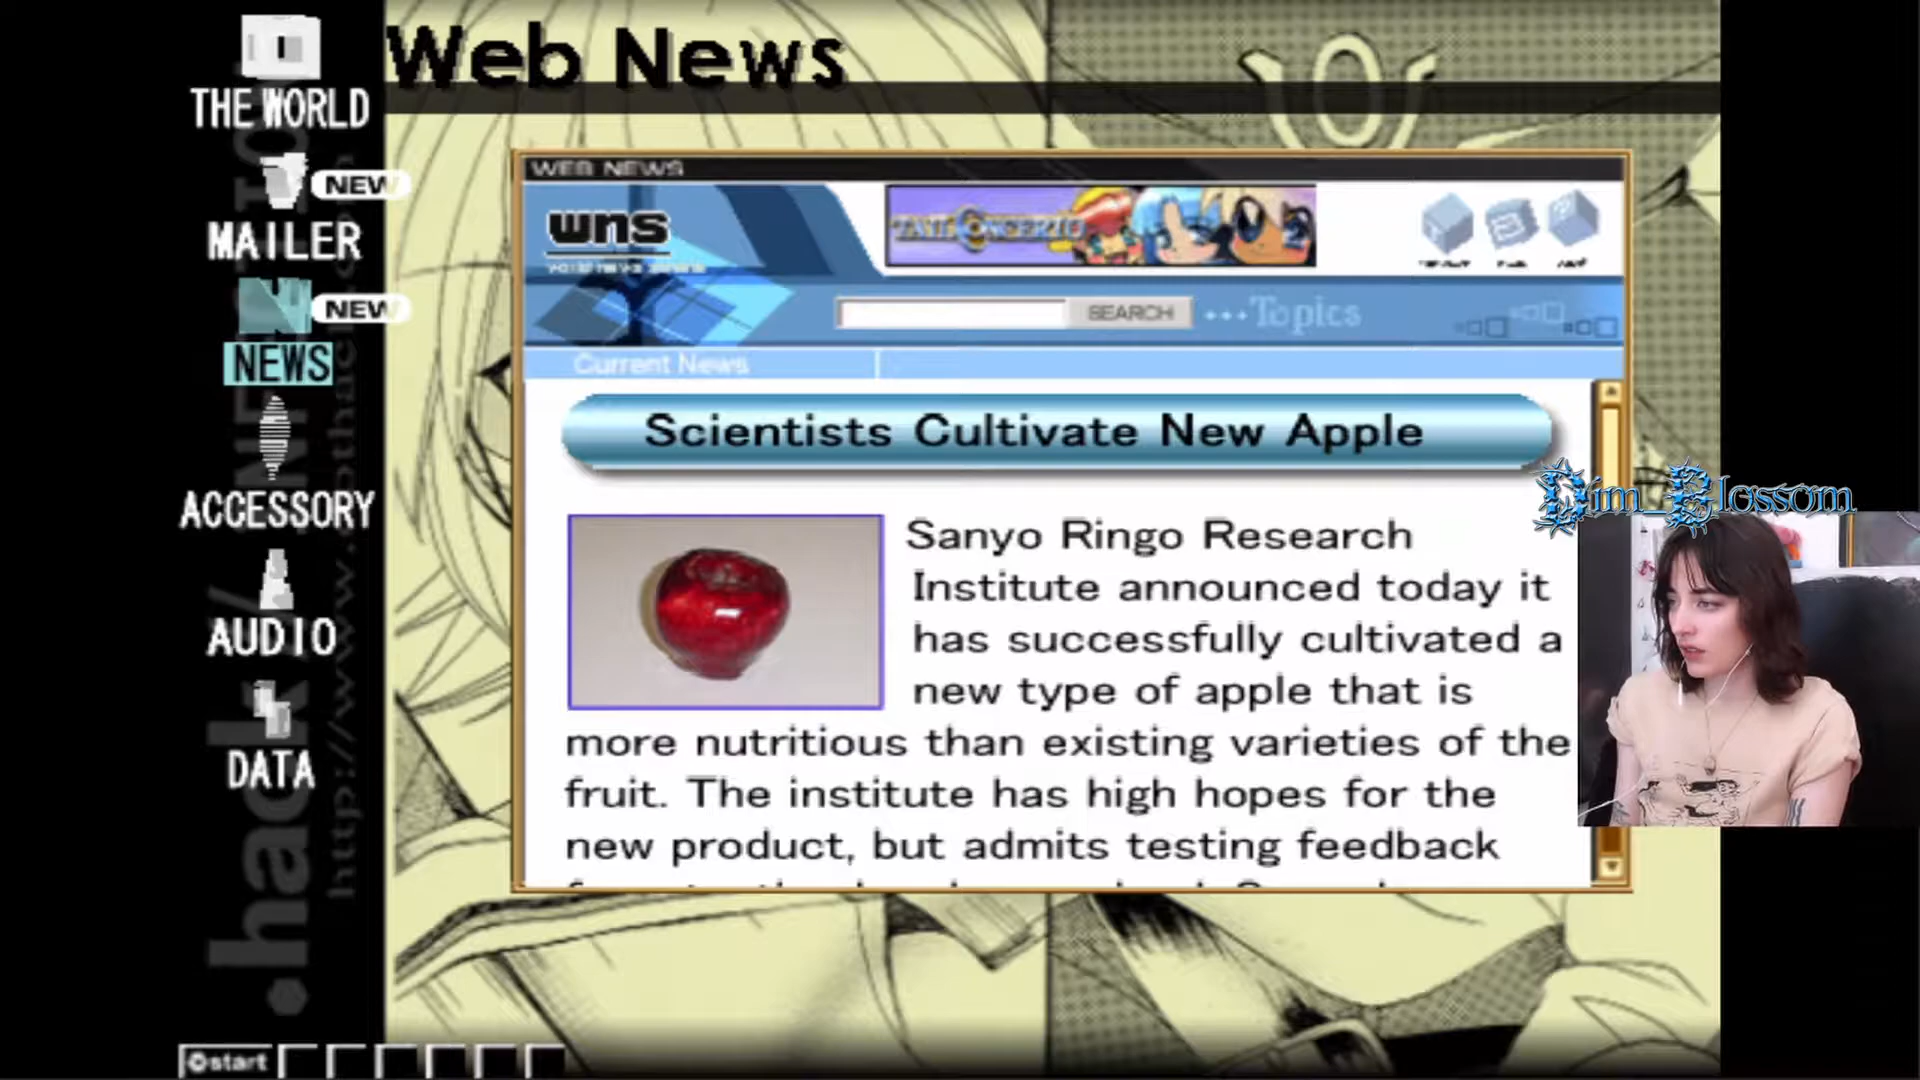 Web News
THE WORLD
NEW
MAILER
NEW
NEWS
ACCESSORY
AUDIO
DATA
.hack//INFECTION
start
WEB NEWS
wns
TAIL CONCERTO
SEARCH
...Topics
Current News
Scientists Cultivate New Apple
Sanyo Ringo Research
Institute announced today it
has successfully cultivated a
new type of apple that is
more nutritious than existing varieties of the
fruit. The institute has high hopes for the
new product, but admits testing feedback
Dim_Blossom